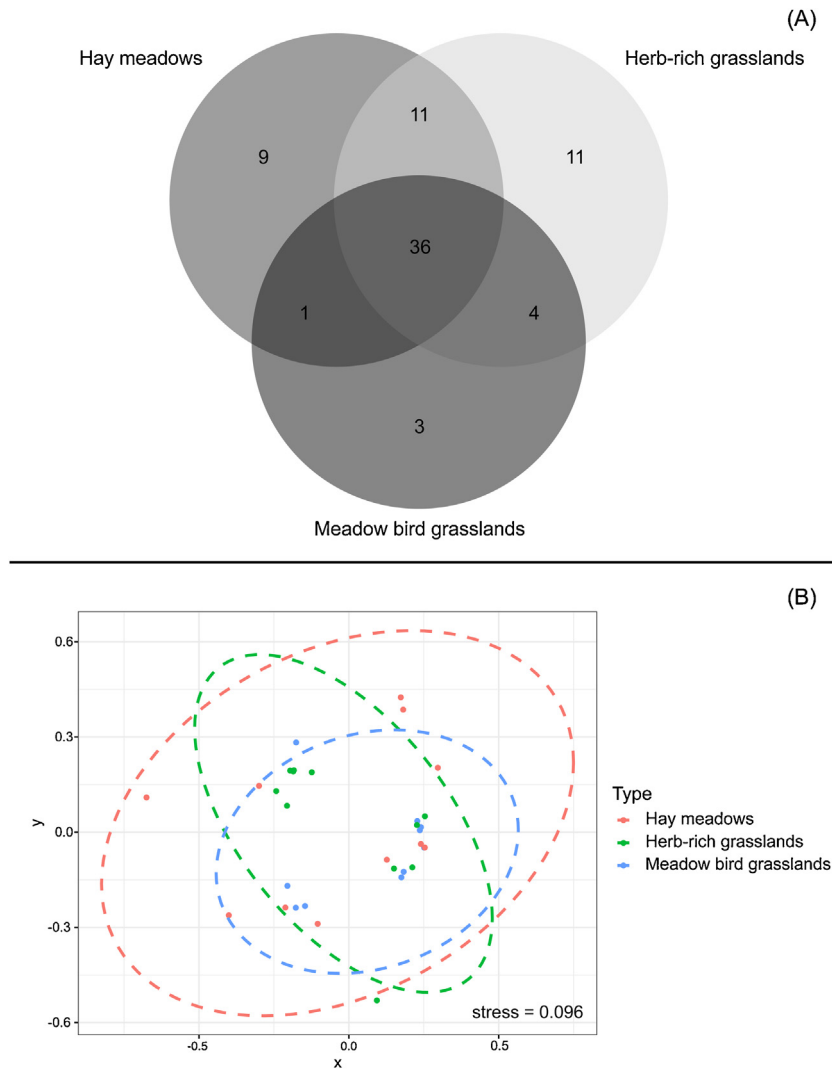 (A)
Hay meadows
Herb-rich grasslands
11
9
11
36
1
4
3
Meadow bird grasslands
(B)
0.6
0.3
0.0
-0.3
-0.6
y
-0.5
0.0
0.5
x
stress = 0.096
Type
Hay meadows
Herb-rich grasslands
Meadow bird grasslands